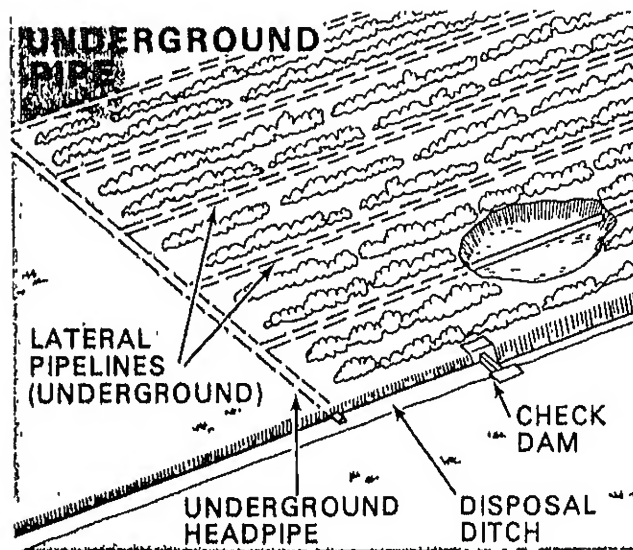 UNDERGROUND
PIPE
LATERAL
PIPELINES
(UNDERGROUND)
CHECK
DAM
UNDERGROUND
HEADPIPE
DISPOSAL
DITCH